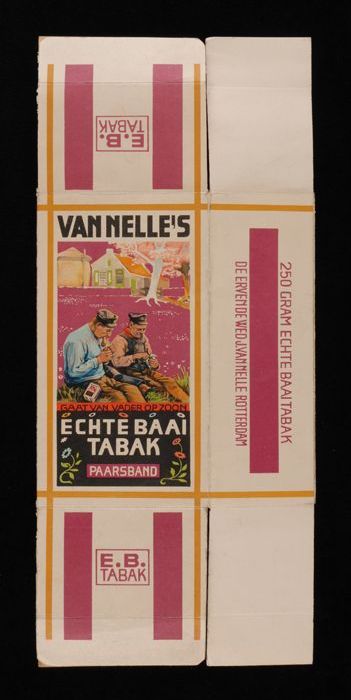 E.B.
TABAK
VAN NELLE'S
GAAT VAN VADER OP ZOON
ECHTE BAAI
TABAK
PAARSBAND
250 GRAM ECHTE BAAI TABAK
DE ERVEN DE WED. J. VAN NELLE ROTTERDAM
E.B.
TABAK